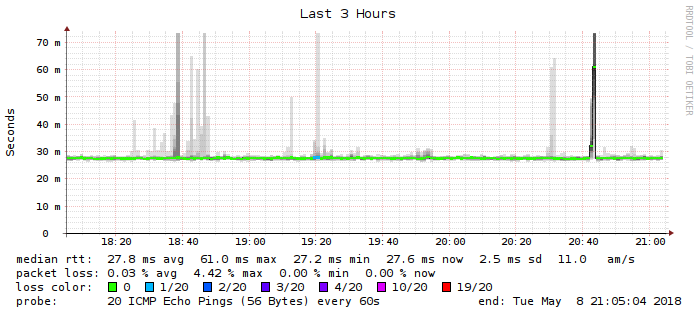 Last 3 Hours
RRDTOOL / TOBI OETIKER
Seconds
70 m
60 m
50 m
40 m
30 m
20 m
10 m
0
18:20 18:40 19:00 19:20 19:40 20:00 20:20 20:40 21:00
median rtt: 27.8 ms avg 61.0 ms max 27.2 ms min 27.6 ms now 2.5 ms sd 11.0 am/s
packet loss: 0.03 % avg 4.42 % max 0.00 % min 0.00 % now
loss color: 0 1/20 2/20 3/20 4/20 10/20 19/20
probe: 20 ICMP Echo Pings (56 Bytes) every 60s end: Tue May 8 21:05:04 2018